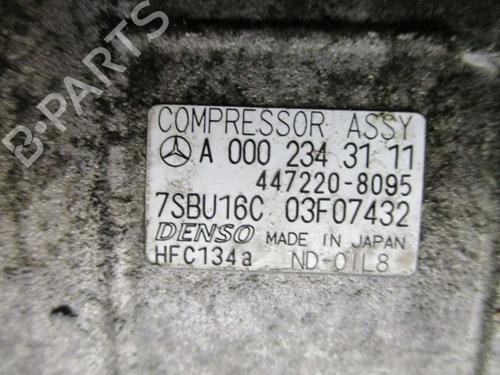 B-PARTS
COMPRESSOR ASSY
A 000 234 31 11
447220-8095
7SBU16C 03F07432
DENSO MADE IN JAPAN
HFC134a ND-OIL8